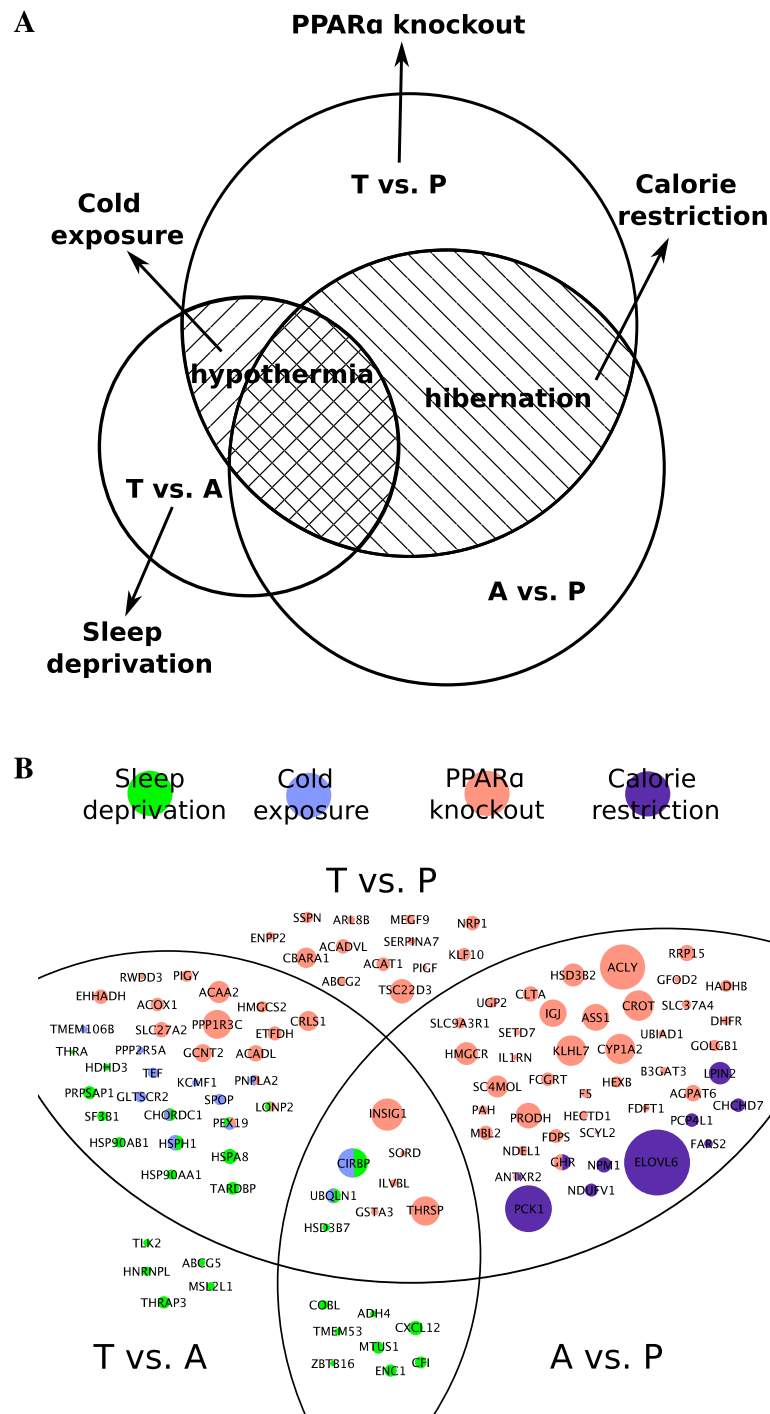 A
PPARα knockout
T vs. P
Calorie
restriction
Cold
exposure
hypothermia
hibernation
T vs. A
A vs. P
Sleep
deprivation
B
Sleep
deprivation
Cold
exposure
PPARα
knockout
Calorie
restriction
T vs. P
SSPN
ARL8B
MEGF9
NRP1
ENPP2
ACADVL
SERPINA7
KLF10
CBARA1
ACAT1
PIGF
ABCG2
TSC22D3
RWDD3
PIGY
EHHADH
ACOX1
ACAA2
HMGCS2
CRLS1
TMEM106B
SLC27A2
PPP1R3C
ETFDH
THRA
PPP2R5A
GCNT2
ACADL
HDHD3
TEF
KCMF1
PNPLA2
PRPSAP1
GLTSCR2
SPOP
LONP2
SF3B1
CHORDC1
PEX19
HSP90AB1
HSPH1
HSPA8
HSP90AA1
TARDBP
RRP15
ACLY
HSD3B2
GFOD2
HADHB
CLTA
UGP2
CROT
SLC37A4
IGJ
ASS1
DHFR
SLC9A3R1
SETD7
UBIAD1
GOLGB1
HMGCR
IL1RN
KLHL7
CYP1A2
B3GAT3
LPIN2
SC4MOL
FCGRT
HEXB
F5
AGPAT6
PAH
PRODH
HECTD1
FDFT1
CHCHD7
PCP4L1
MBL2
FDPS
SCYL2
FARS2
NDEL1
GHR
NPM1
ELOVL6
ANTXR2
NDUFV1
PCK1
INSIG1
SORD
CIRBP
ILVBL
UBQLN1
GSTA3
THRSP
HSD3B7
TLK2
ABCG5
HNRNPL
MSL2L1
THRAP3
COBL
ADH4
TMEM53
CXCL12
MTUS1
ZBTB16
CFI
ENC1
T vs. A
A vs. P